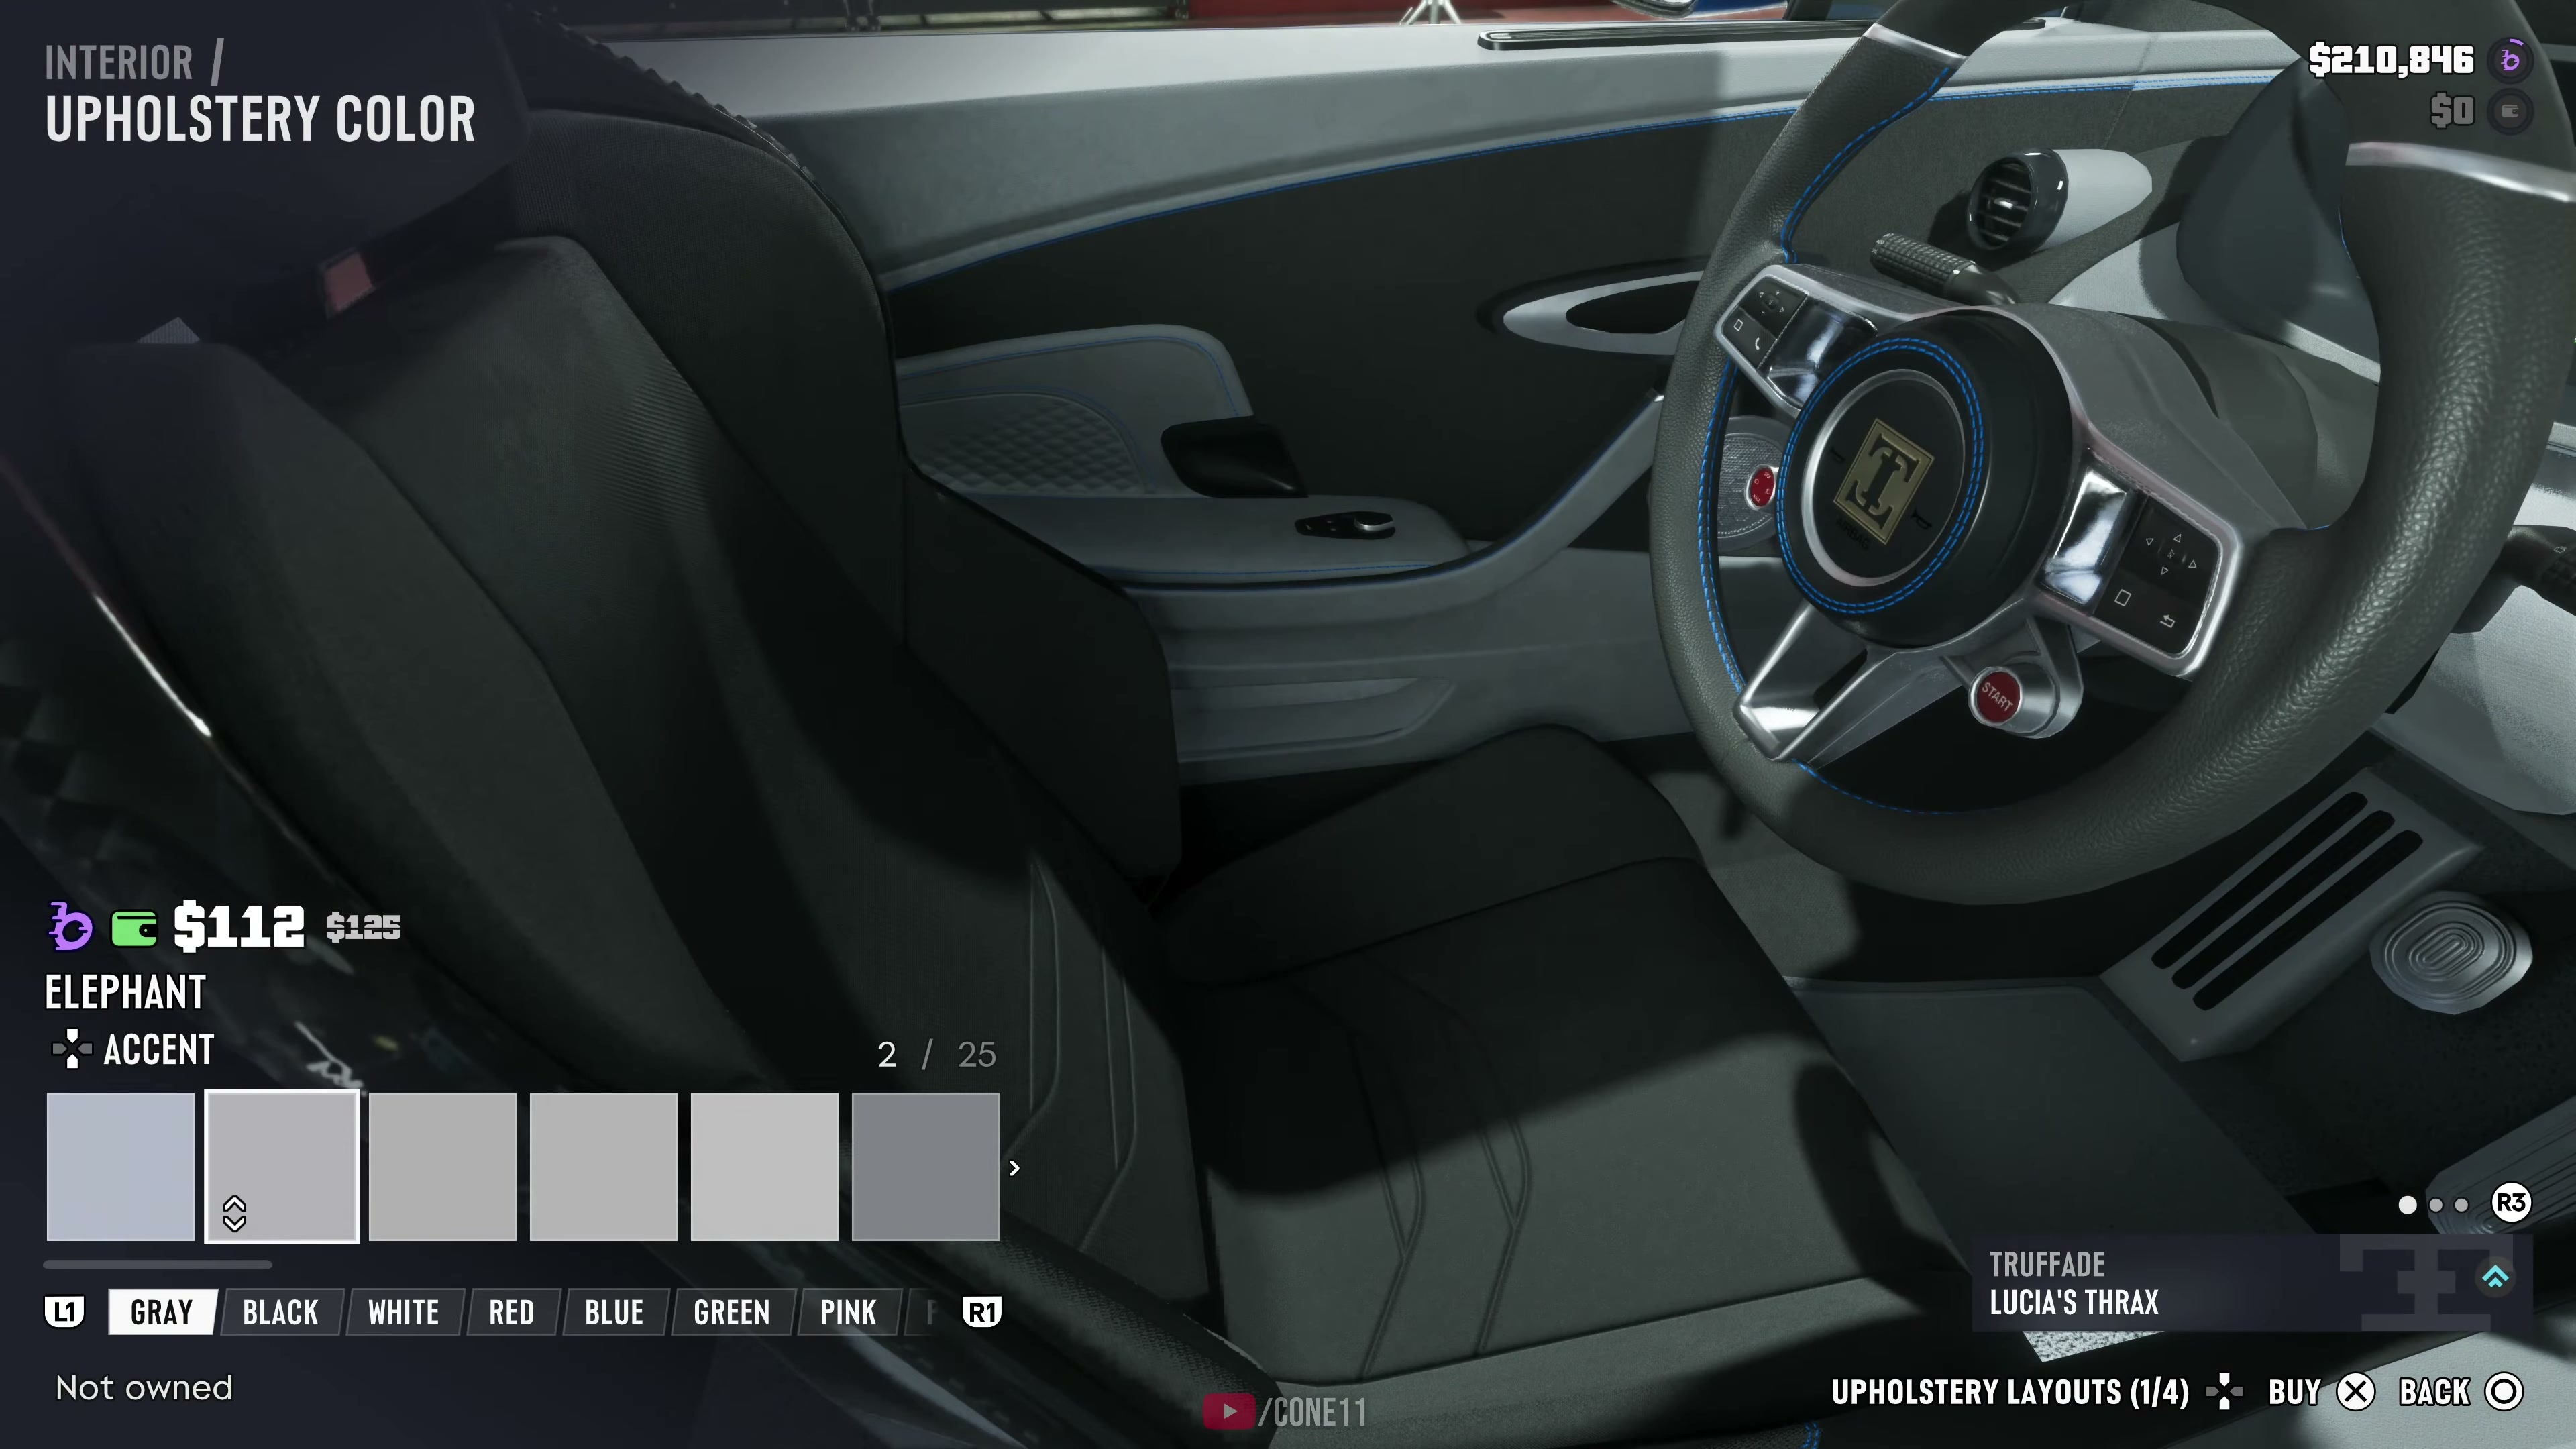 INTERIOR /
UPHOLSTERY COLOR
$210,846
$0
START
$112 $125
ELEPHANT
ACCENT
2 / 25
L1 GRAY BLACK WHITE RED BLUE GREEN PINK R1
Not owned
R3
TRUFFADE
LUCIA'S THRAX
UPHOLSTERY LAYOUTS (1/4) BUY BACK
/CONE11